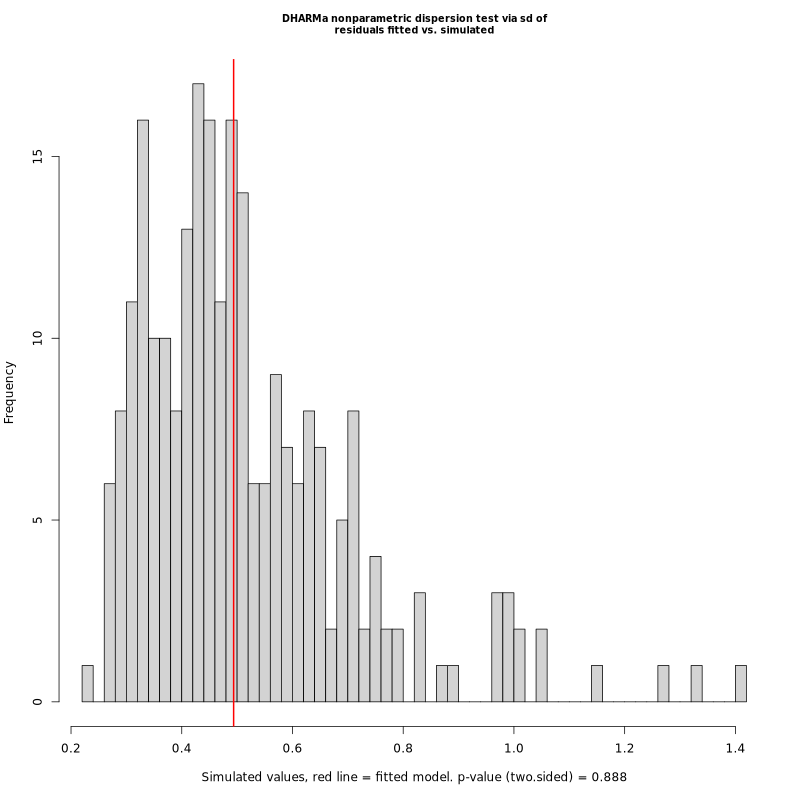 DHARMa nonparametric dispersion test via sd of
residuals fitted vs. simulated
Frequency
15
10
5
0
0.2 0.4 0.6 0.8 1.0 1.2 1.4
Simulated values, red line = fitted model. p-value (two.sided) = 0.888